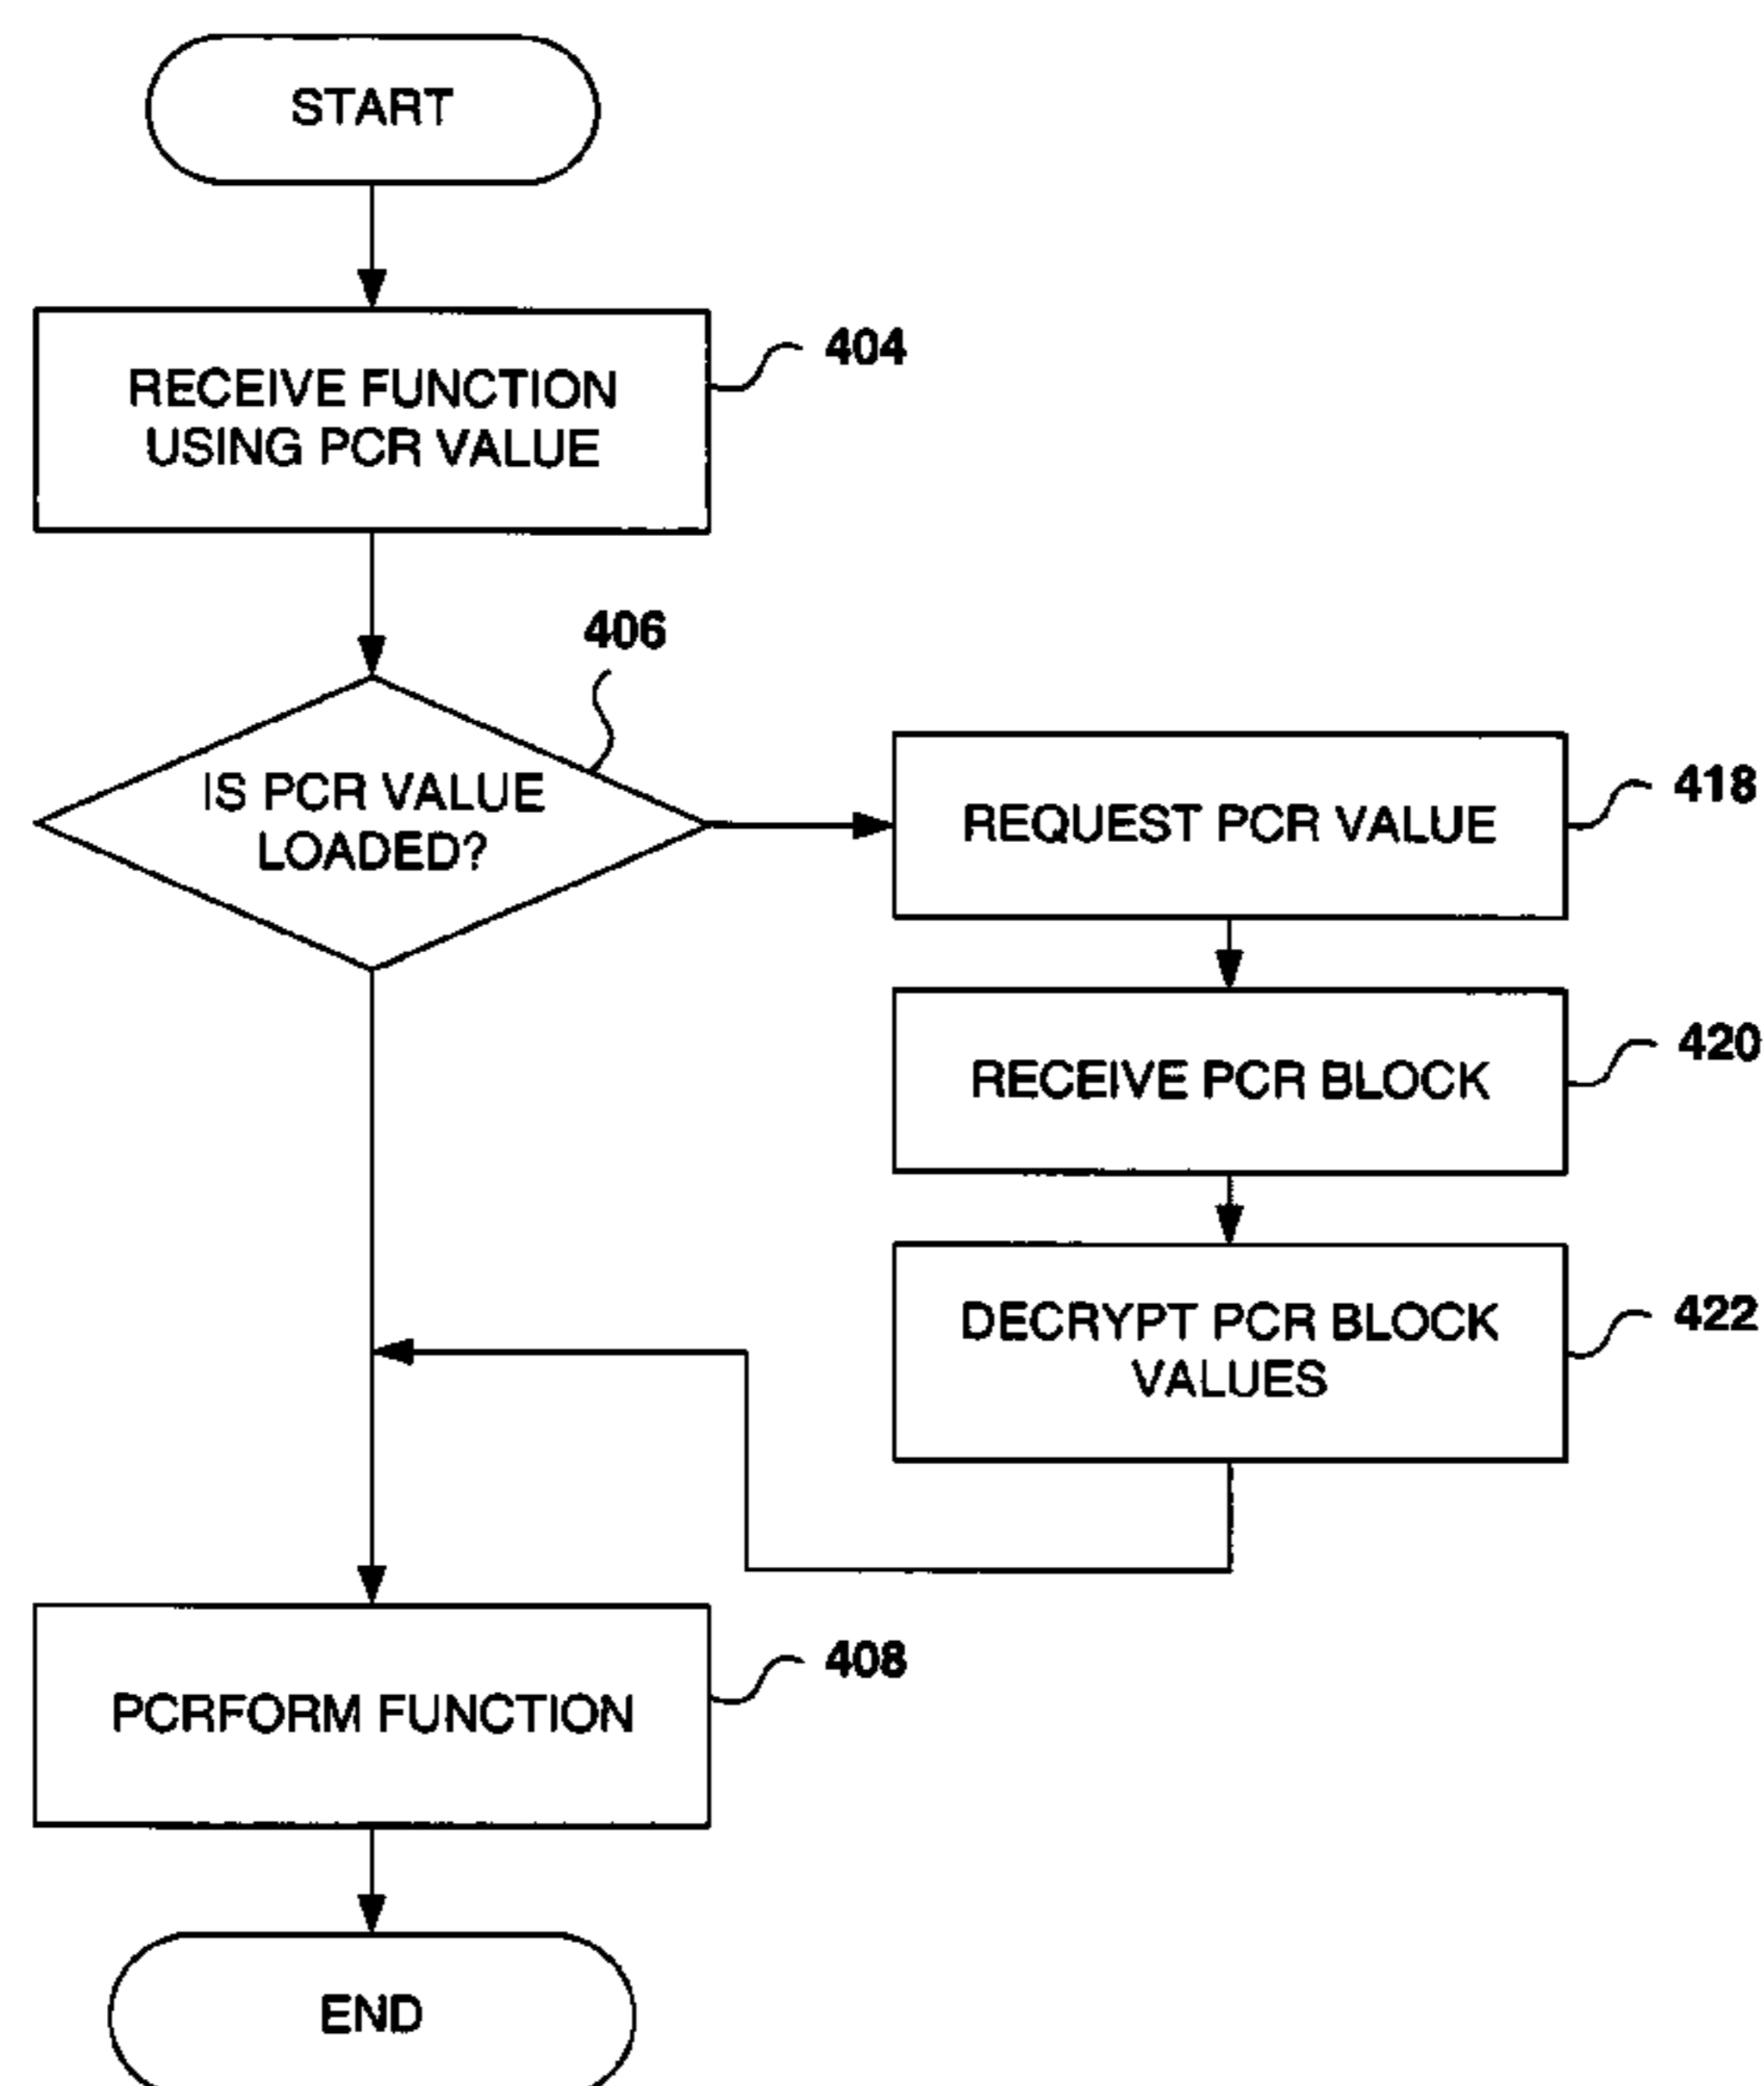 START
RECEIVE FUNCTION
USING PCR VALUE
404
406
IS PCR VALUE
LOADED?
REQUEST PCR VALUE
418
RECEIVE PCR BLOCK
420
DECRYPT PCR BLOCK
VALUES
422
PCRFORM FUNCTION
408
END